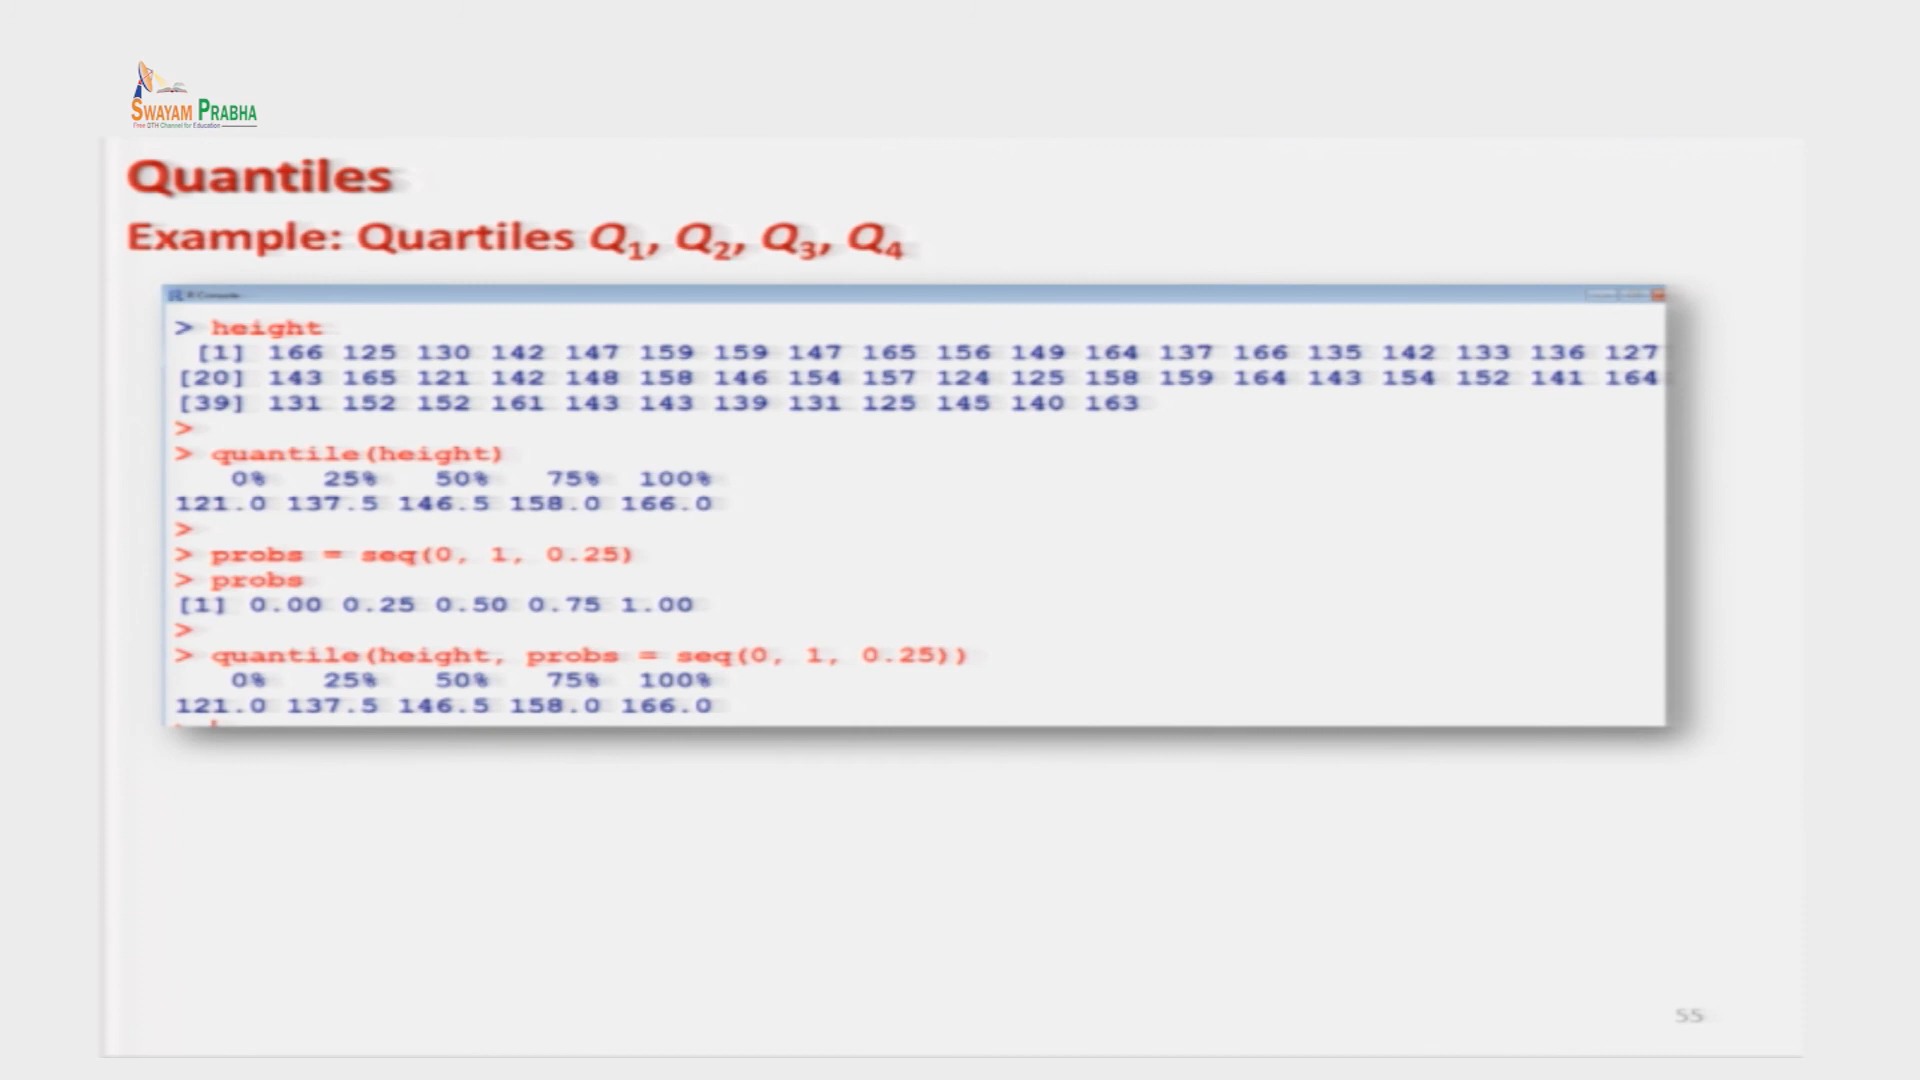 SWAYAM PRABHA
Free DTH Channel for Education
Quantiles
Example: Quartiles Q1, Q2, Q3, Q4
R Console
> height
[1] 166 125 130 142 147 159 159 147 165 156 149 164 137 166 135 142 133 136 127
[20] 143 165 121 142 148 158 146 154 157 124 125 158 159 164 143 154 152 141 164
[39] 131 152 152 161 143 143 139 131 125 145 140 163
>
> quantile(height)
0% 25% 50% 75% 100%
121.0 137.5 146.5 158.0 166.0
>
> probs = seq(0, 1, 0.25)
> probs
[1] 0.00 0.25 0.50 0.75 1.00
>
> quantile(height, probs = seq(0, 1, 0.25))
0% 25% 50% 75% 100%
121.0 137.5 146.5 158.0 166.0
55